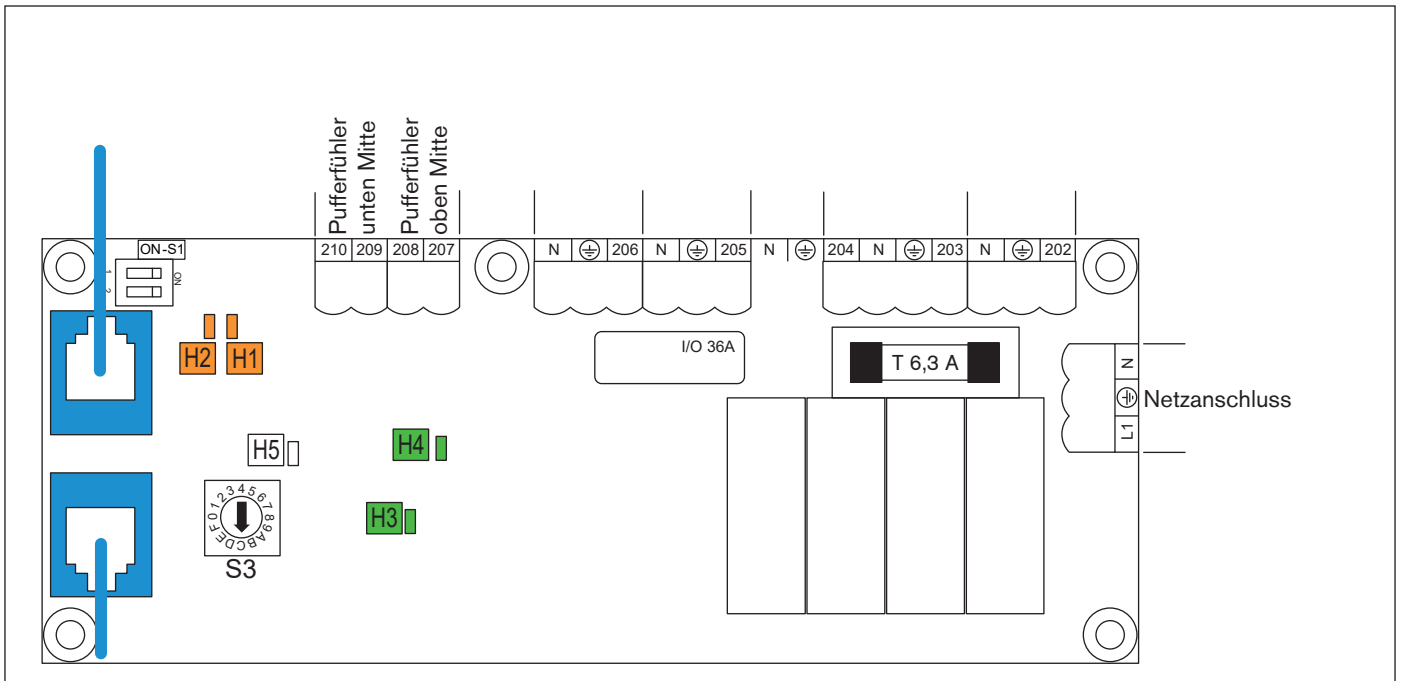 Pufferfühler
unten Mitte
Pufferfühler
oben Mitte
ON-S1
1
2
ON
210 209 208 207
N 206 N 205 N 204 N 203 N 202
H2 H1
I/O 36A
T 6,3 A
N
L1
Netzanschluss
H5
H4
H3
0123456789ABCDEF
S3